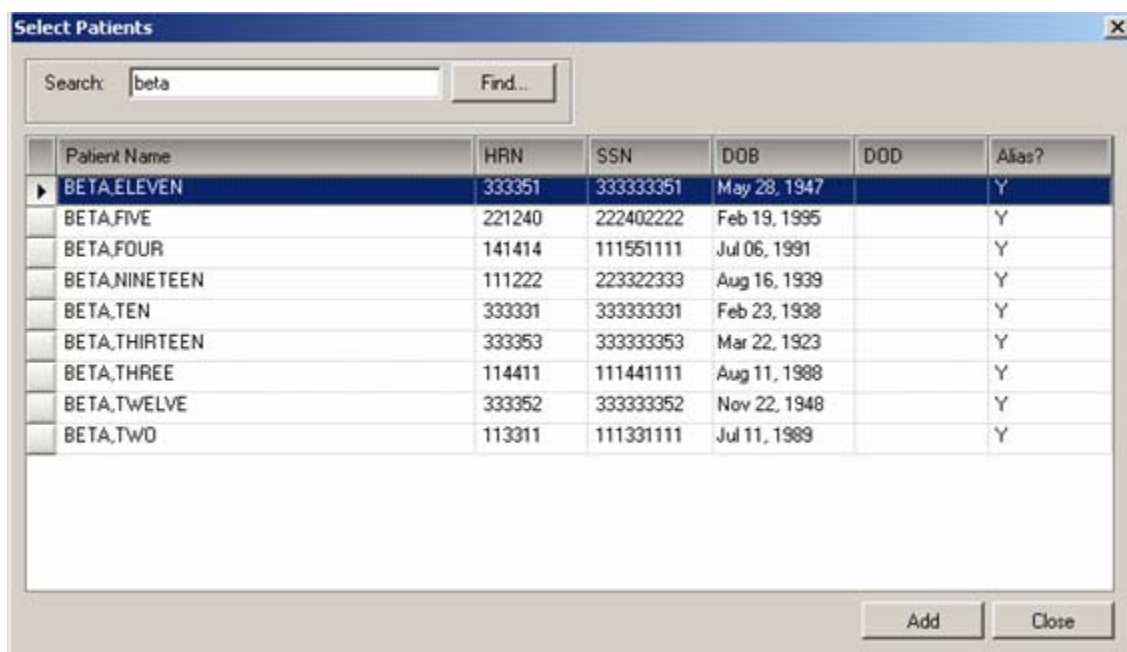 Select Patients
Search: beta Find...
Patient Name HRN SSN DOB DOD Alias?
BETA,ELEVEN 333351 333333351 May 28, 1947 Y
BETA,FIVE 221240 222402222 Feb 19, 1995 Y
BETA,FOUR 141414 111551111 Jul 06, 1991 Y
BETA,NINETEEN 111222 223322333 Aug 16, 1939 Y
BETA,TEN 333331 333333331 Feb 23, 1938 Y
BETA,THIRTEEN 333353 333333353 Mar 22, 1923 Y
BETA,THREE 114411 111441111 Aug 11, 1988 Y
BETA,TWELVE 333352 333333352 Nov 22, 1948 Y
BETA,TWO 113311 111331111 Jul 11, 1989 Y
Add Close